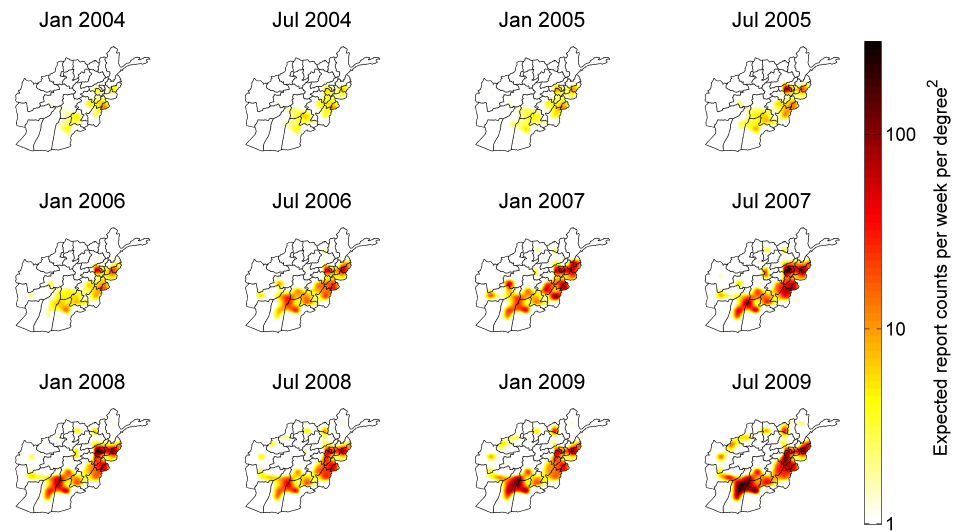 Jan 2004 Jul 2004 Jan 2005 Jul 2005
Jan 2006 Jul 2006 Jan 2007 Jul 2007
Jan 2008 Jul 2008 Jan 2009 Jul 2009
100
10
1
Expected report counts per week per degree²